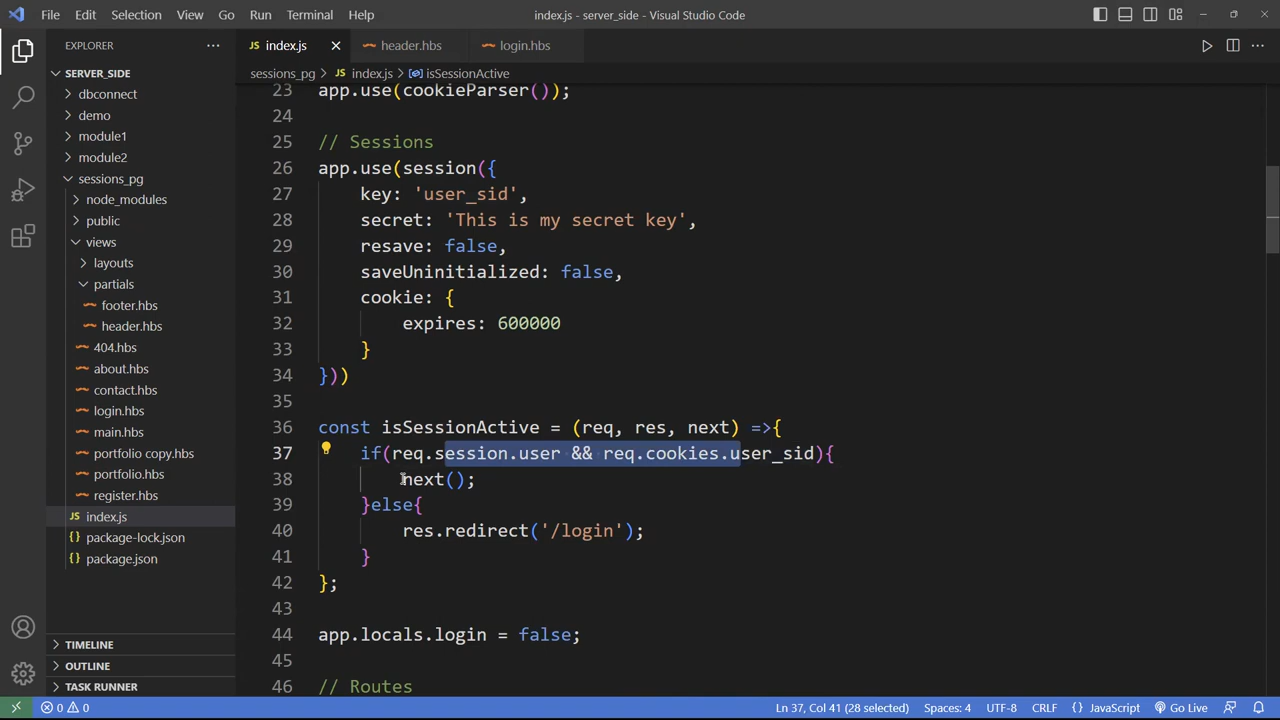 File Edit Selection View Go Run Terminal Help index.js - server_side - Visual Studio Code
EXPLORER
SERVER_SIDE
dbconnect
demo
module1
module2
sessions_pg
node_modules
public
views
layouts
partials
footer.hbs
header.hbs
404.hbs
about.hbs
contact.hbs
login.hbs
main.hbs
portfolio copy.hbs
portfolio.hbs
register.hbs
JS index.js
{} package-lock.json
{} package.json
TIMELINE
OUTLINE
TASK RUNNER
JS index.js header.hbs login.hbs
sessions_pg > JS index.js > isSessionActive
23 app.use(cookieParser());
24
25 // Sessions
26 app.use(session({
27 key: 'user_sid',
28 secret: 'This is my secret key',
29 resave: false,
30 saveUninitialized: false,
31 cookie: {
32 expires: 600000
33 }
34 }))
35
36 const isSessionActive = (req, res, next) =>{
37 if(req.session.user && req.cookies.user_sid){
38 next();
39 }else{
40 res.redirect('/login');
41 }
42 };
43
44 app.locals.login = false;
45
46 // Routes
0 0 Ln 37, Col 41 (28 selected) Spaces: 4 UTF-8 CRLF {} JavaScript Go Live